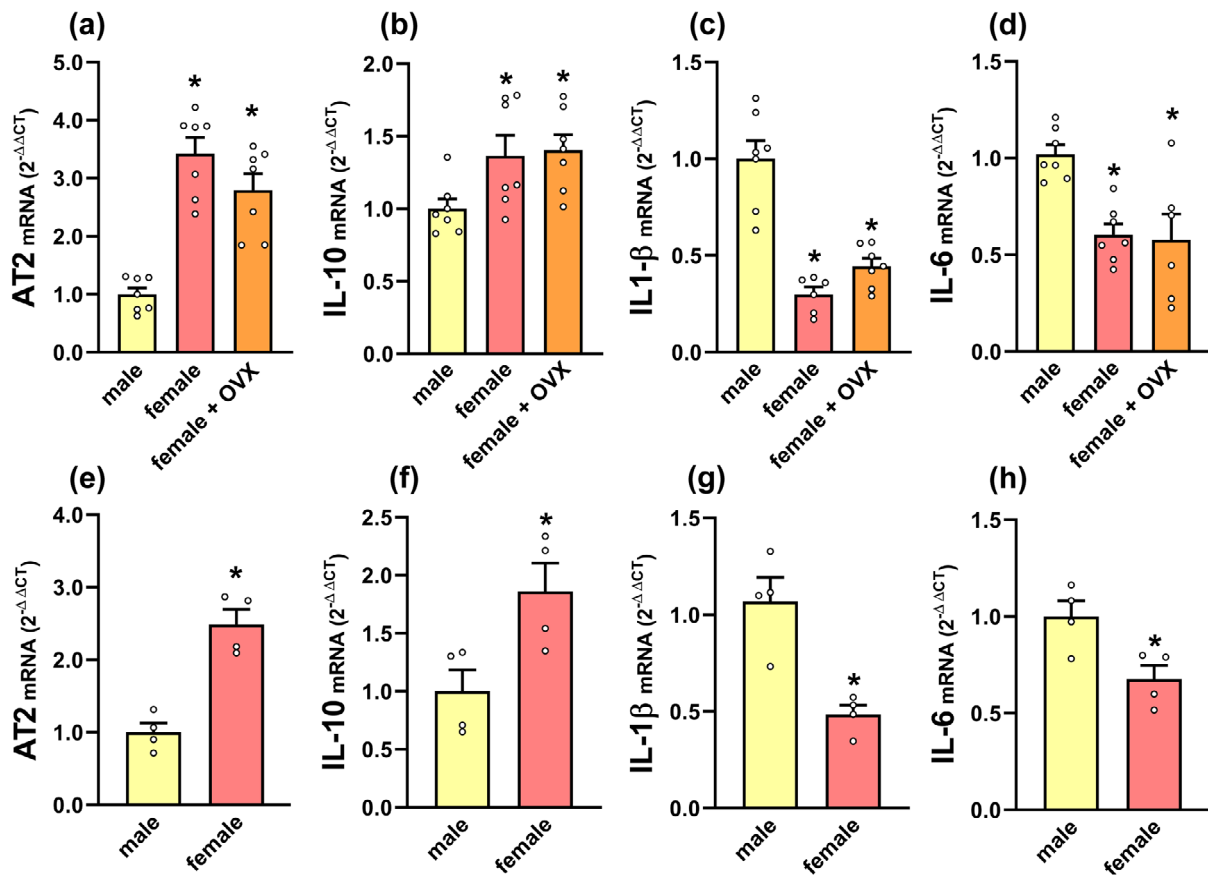 (a)
AT2 mRNA (2-ΔΔCT)
5.0
4.0
3.0
2.0
1.0
0.0
*
*
male
female
female + OVX
(b)
IL-10 mRNA (2-ΔΔCT)
2.0
1.5
1.0
0.5
0.0
*
*
male
female
female + OVX
(c)
IL1-β mRNA (2-ΔΔCT)
1.5
1.0
0.5
0.0
*
*
male
female
female + OVX
(d)
IL-6 mRNA (2-ΔΔCT)
1.5
1.0
0.5
0.0
*
*
male
female
female + OVX
(e)
AT2 mRNA (2-ΔΔCT)
4.0
3.0
2.0
1.0
0.0
*
male
female
(f)
IL-10 mRNA (2-ΔΔCT)
2.5
2.0
1.5
1.0
0.5
0.0
*
male
female
(g)
IL-1β mRNA (2-ΔΔCT)
1.5
1.0
0.5
0.0
*
male
female
(h)
IL-6 mRNA (2-ΔΔCT)
1.5
1.0
0.5
0.0
*
male
female